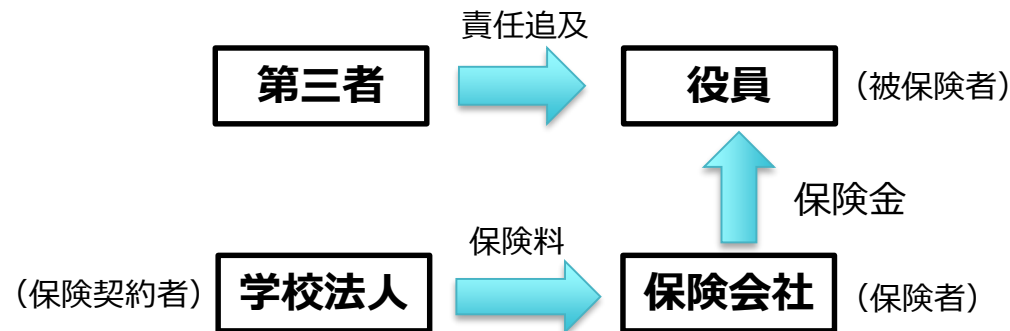 責任追及
第三者
役員
（被保険者）
保険金
保険料
（保険契約者）
学校法人
保険会社
（保険者）